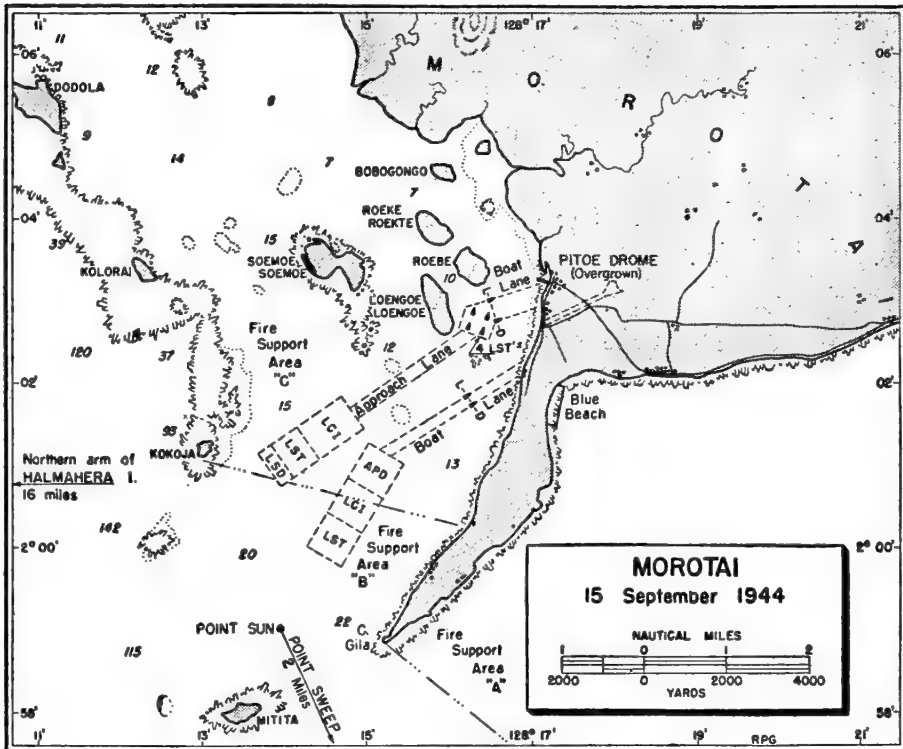 11'
13'
15'
128° 17'
19'
21'
06'
06'
11
12
8
DODOLA
9
14
7
BOBOGONGO
7
M
O
R
O
T
A
I
04'
04'
39
15
ROEKE
ROEKTE
SOEMOE
SOEMOE
ROEBE
10
Boat
Lane
PITOE DROME
(Overgrown)
KOLORAI
LOENGOE
LOENGOE
4 LST's
120
37
Fire
Support
Area
"C"
12
Approach Lane
02'
02'
15
Boat Lane
Blue
Beach
93
KOKOJA
LCI
LST
LSD
APD
LCI
LST
13
Northern arm of
HALMAHERA I.
16 miles
142
20
Fire
Support
Area
"B"
2° 00'
2° 00'
22
C.
Gila
Fire
Support
Area
"A"
POINT SUN
POINT SWEEP
2 Miles
115
MITITA
MOROTAI
15 September 1944
NAUTICAL MILES
1 0 1 2
2000 0 2000 4000
YARDS
58'
58'
13'
15'
128° 17'
19'
21'
RPG